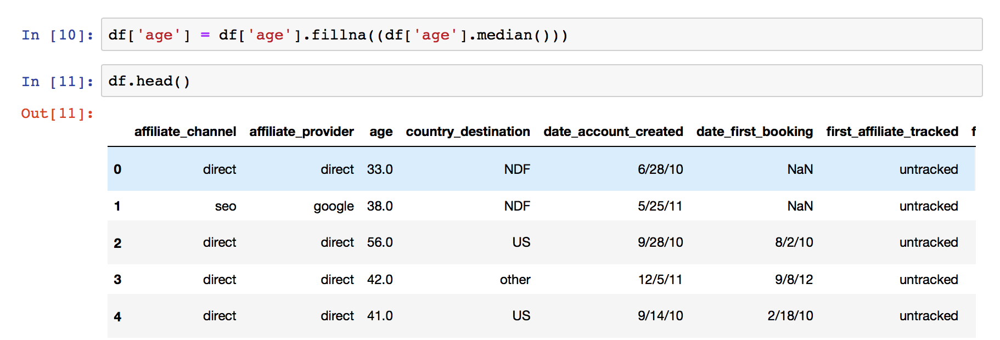 In [10]: df['age'] = df['age'].fillna((df['age'].median()))
In [11]: df.head()
Out[11]:
affiliate_channel affiliate_provider age country_destination date_account_created date_first_booking first_affiliate_tracked f
0 direct direct 33.0 NDF 6/28/10 NaN untracked
1 seo google 38.0 NDF 5/25/11 NaN untracked
2 direct direct 56.0 US 9/28/10 8/2/10 untracked
3 direct direct 42.0 other 12/5/11 9/8/12 untracked
4 direct direct 41.0 US 9/14/10 2/18/10 untracked